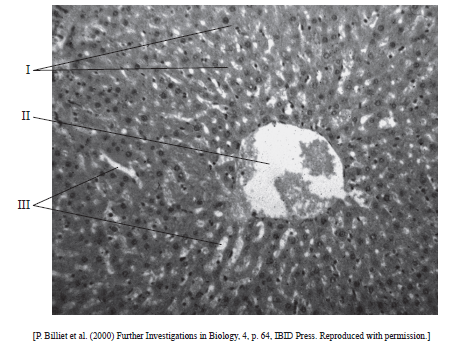 I
II
III
[P. Billiet et al. (2000) Further Investigations in Biology, 4, p. 64, IBID Press. Reproduced with permission.]